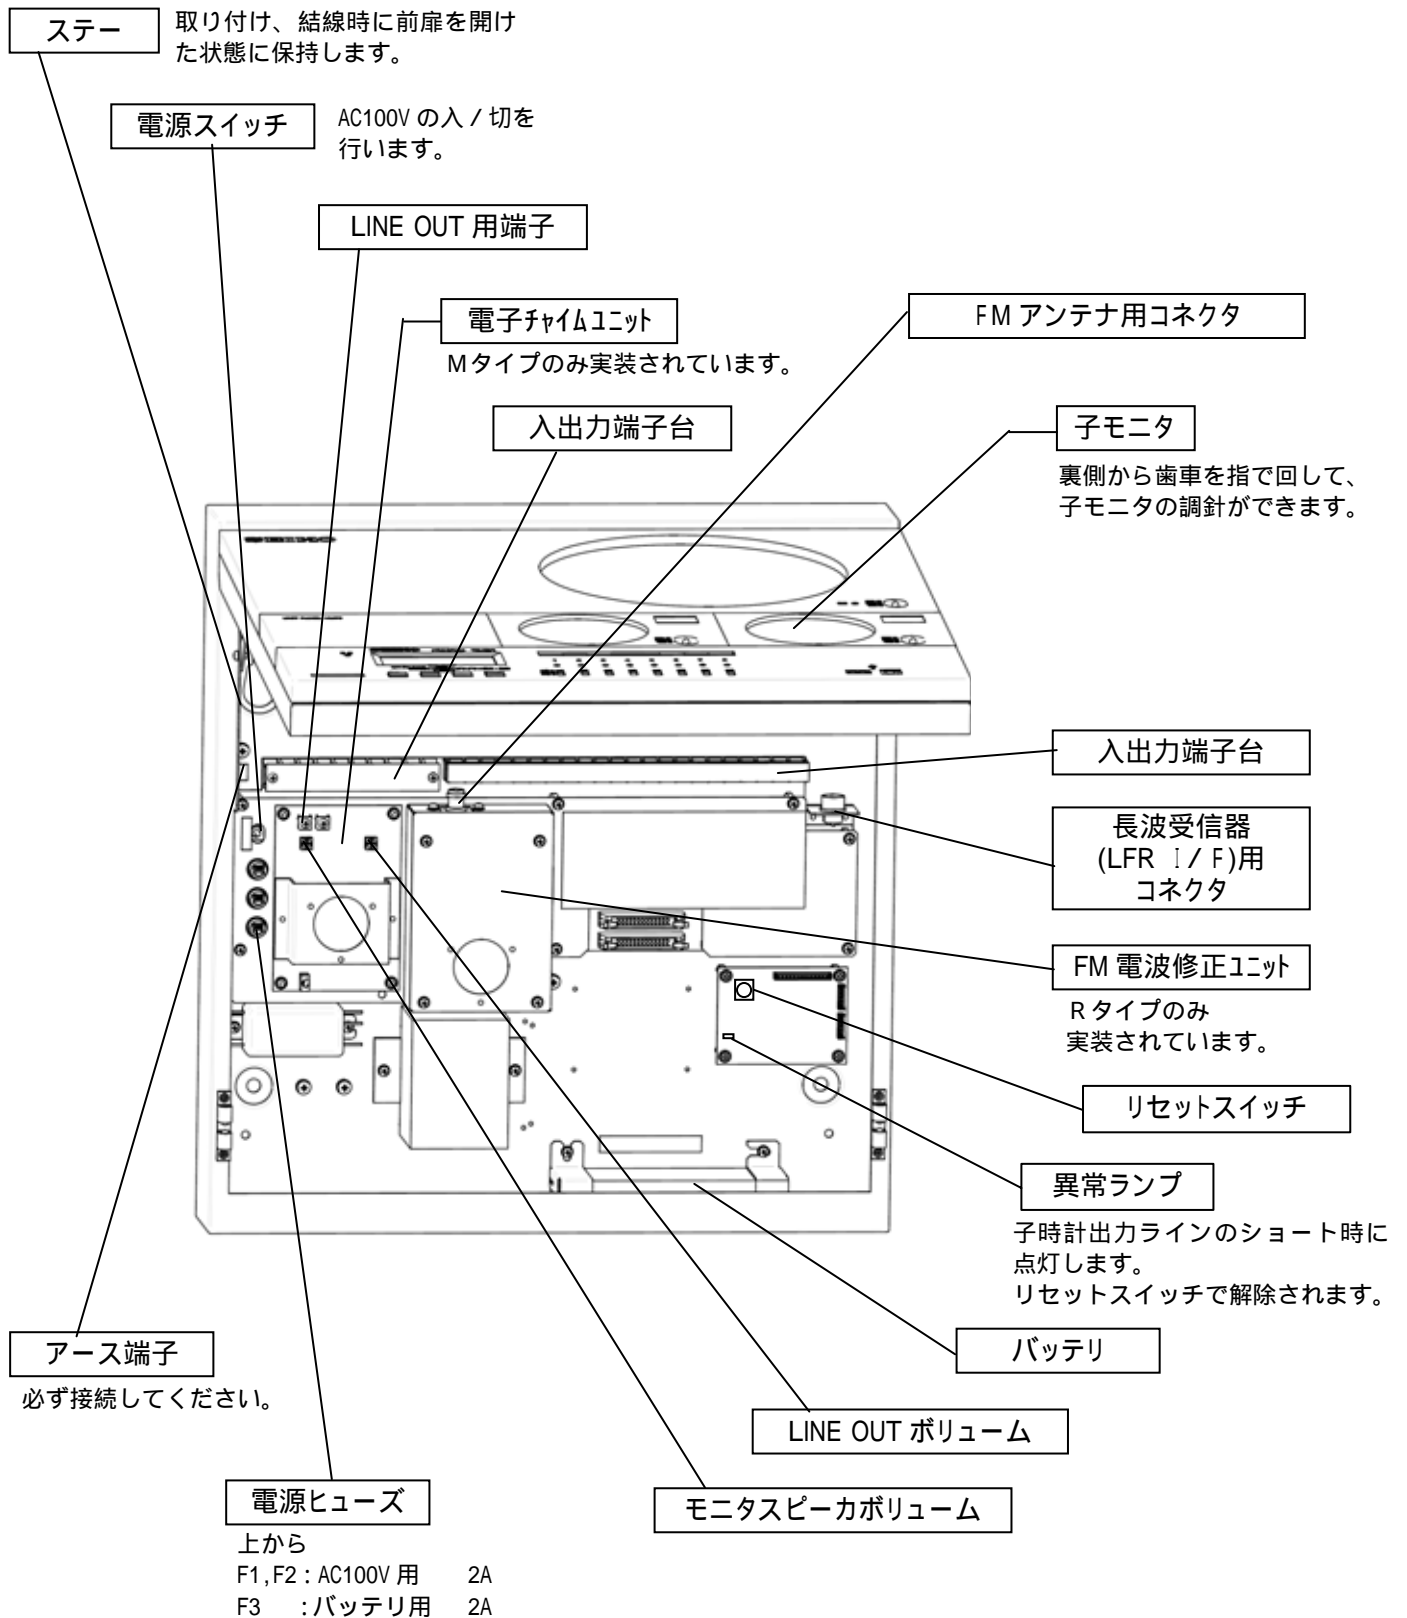 ステー
取り付け、結線時に前扉を開け
た状態に保持します。
電源スイッチ
AC100V の入 / 切を
行います。
LINE OUT 用端子
電子ﾁｬｲﾑﾕﾆｯﾄ
Mタイプのみ実装されています。
FM アンテナ用コネクタ
入出力端子台
子モニタ
裏側から歯車を指で回して、
子モニタの調針ができます。
入出力端子台
長波受信器
(LFR I / F)用
コネクタ
FM 電波修正ﾕﾆｯﾄ
Rタイプのみ
実装されています。
リセットスイッチ
異常ランプ
子時計出力ラインのショート時に
点灯します。
リセットスイッチで解除されます。
バッテリ
アース端子
必ず接続してください。
LINE OUT ボリューム
モニタスピーカボリューム
電源ヒューズ
上から
F1,F2 : AC100V 用 2A
F3 : バッテリ用 2A